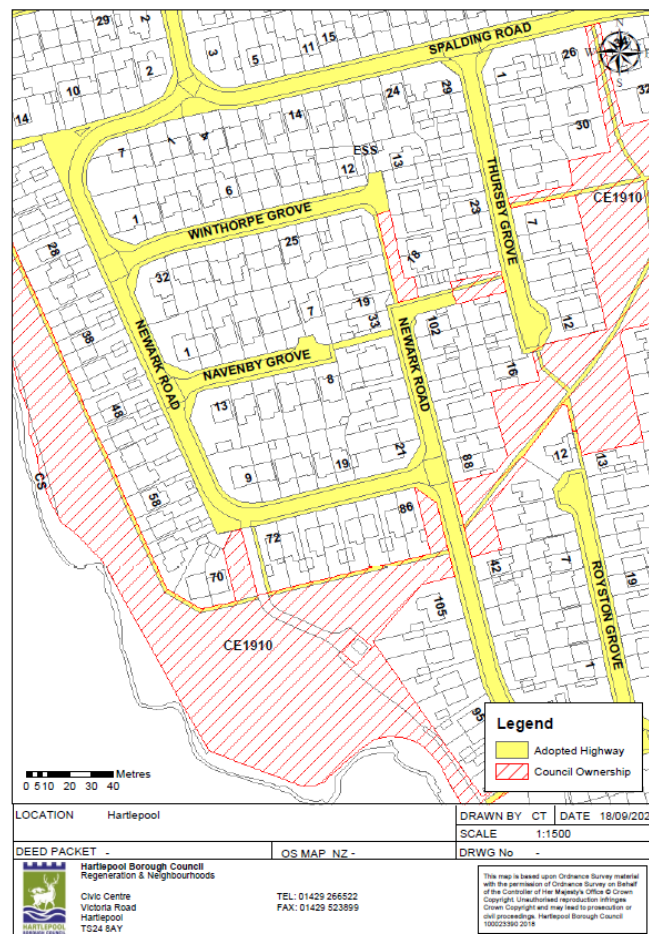 29
2
3
5
11
15
SPALDING ROAD
N
W
S
26
34
32
10
2
14
29
1
24
14
4
7
7
30
ESS
12
13
6
THURSBY GROVE
CE1910
1
WINTHORPE GROVE
23
7
28
25
18
32
19
38
NEWARK ROAD
7
33
NEWARK ROAD
102
12
1
NAVENBY GROVE
8
16
48
13
21
CS
9
19
88
12
13
58
86
72
42
7
70
ROYSTON GROVE
19
105
CE1910
1
95
Legend
Adopted Highway
Council Ownership
Metres
0 5 10 20 30 40
LOCATION Hartlepool
DRAWN BY CT DATE 18/09/202
SCALE 1:1500
DEED PACKET - OS MAP NZ - DRWG No -
Hartlepool Borough Council
Regeneration & Neighbourhoods
Civic Centre
Victoria Road
Hartlepool
TS24 8AY
TEL: 01429 266522
FAX: 01429 523899
HARTLEPOOL
BOROUGH COUNCIL
This map is based upon Ordnance Survey material
with the permission of Ordnance Survey on Behalf
of the Controller of Her Majesty's Office © Crown
Copyright. Unauthorised reproduction infringes
Crown Copyright and may lead to prosecution or
civil proceedings. Hartlepool Borough Council
100023390 2018